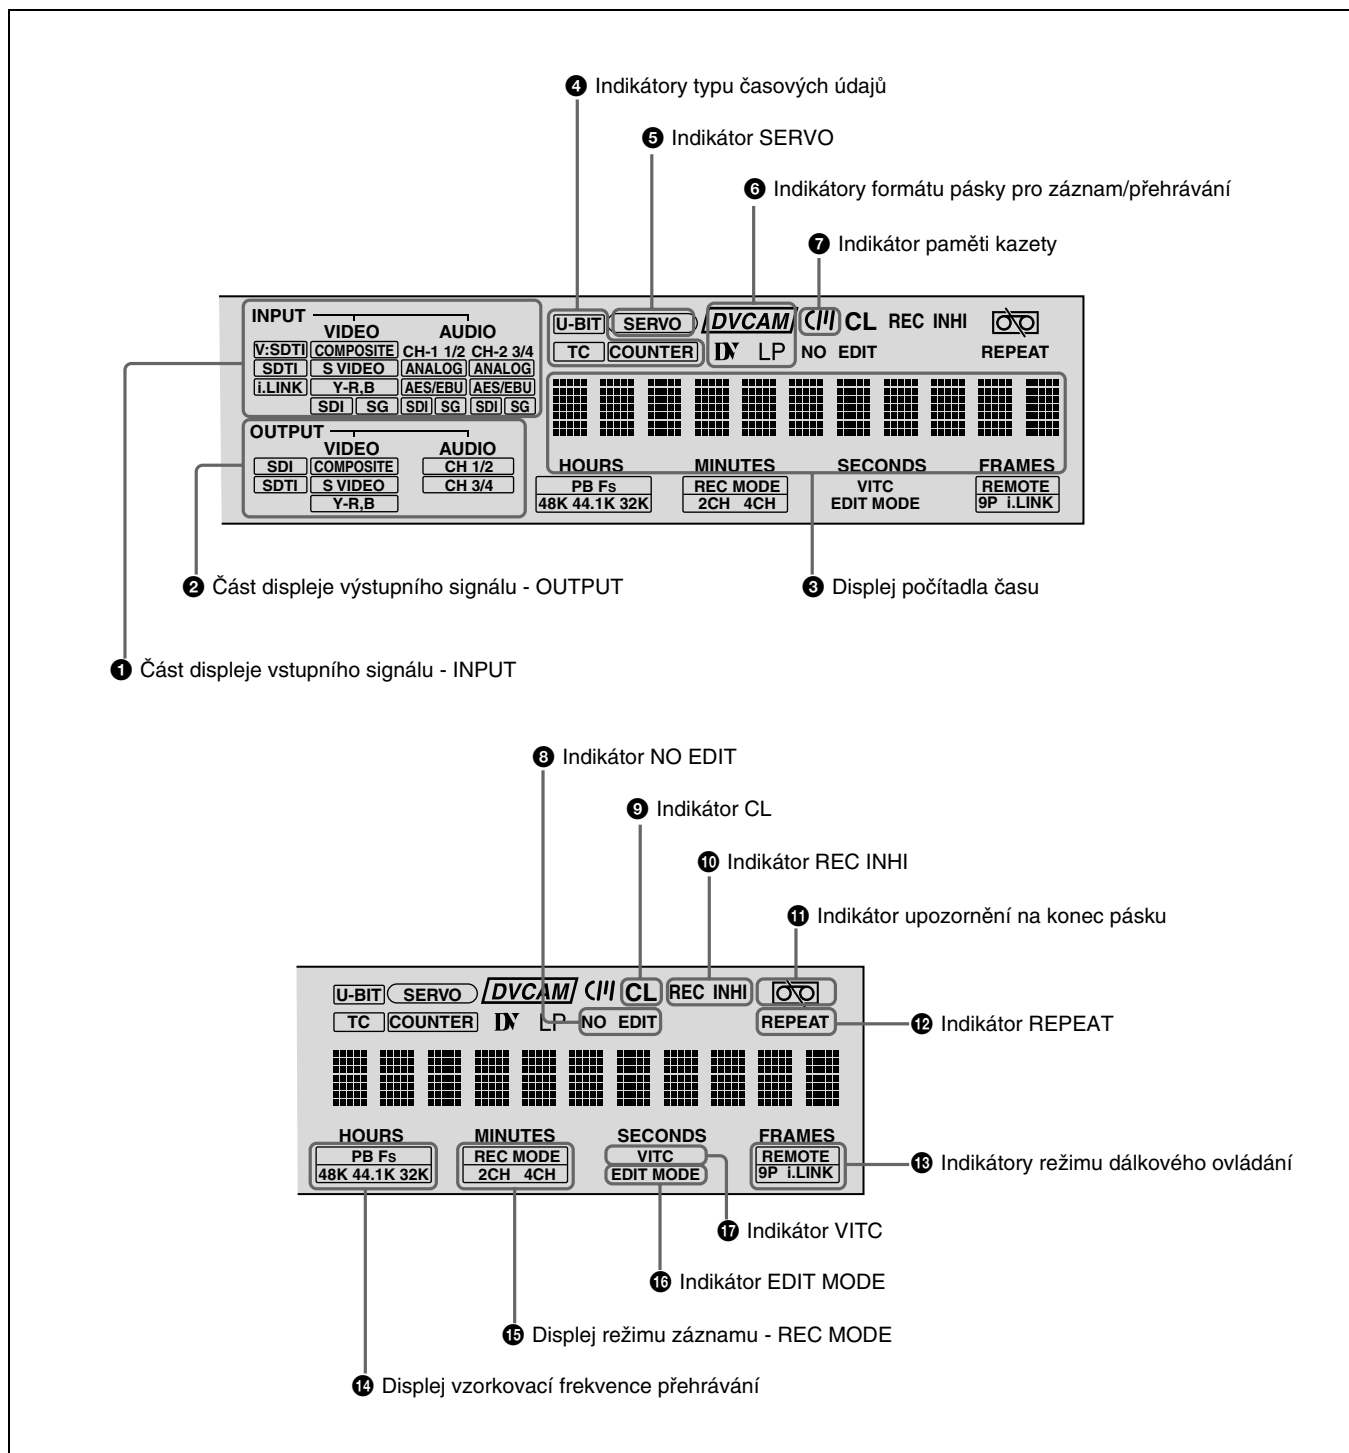 ❹ Indikátory typu časových údajů
❺ Indikátor SERVO
❻ Indikátory formátu pásky pro záznam/přehrávání
❼ Indikátor paměti kazety
INPUT
VIDEO AUDIO
V:SDTI COMPOSITE CH-1 1/2 CH-2 3/4
SDTI S VIDEO ANALOG ANALOG
i.LINK Y-R,B AES/EBU AES/EBU
SDI SG SDI SG SDI SG
OUTPUT
VIDEO AUDIO
SDI COMPOSITE CH 1/2
SDTI S VIDEO CH 3/4
Y-R,B
U-BIT SERVO DVCAM CL REC INHI
TC COUNTER DV LP NO EDIT REPEAT
HOURS MINUTES SECONDS FRAMES
PB Fs REC MODE VITC REMOTE
48K 44.1K 32K 2CH 4CH EDIT MODE 9P i.LINK
❷ Část displeje výstupního signálu - OUTPUT
❸ Displej počítadla času
❶ Část displeje vstupního signálu - INPUT
❽ Indikátor NO EDIT
❾ Indikátor CL
❿ Indikátor REC INHI
⓫ Indikátor upozornění na konec pásku
U-BIT SERVO DVCAM CL REC INHI
TC COUNTER DV LP NO EDIT REPEAT
⓬ Indikátor REPEAT
HOURS MINUTES SECONDS FRAMES
PB Fs REC MODE VITC REMOTE
48K 44.1K 32K 2CH 4CH EDIT MODE 9P i.LINK
⓭ Indikátory režimu dálkového ovládání
⓱ Indikátor VITC
⓰ Indikátor EDIT MODE
⓯ Displej režimu záznamu - REC MODE
⓮ Displej vzorkovací frekvence přehrávání